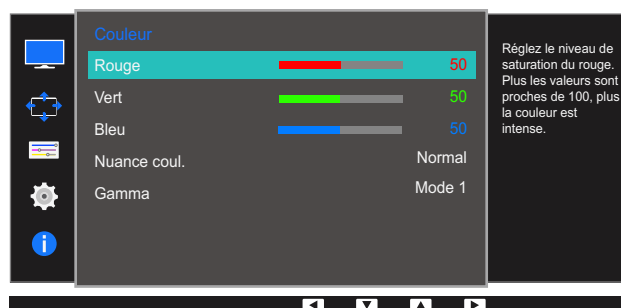 Couleur
Rouge 50
Vert 50
Bleu 50
Nuance coul. Normal
Gamma Mode 1
Réglez le niveau de
saturation du rouge.
Plus les valeurs sont
proches de 100, plus
la couleur est
intense.